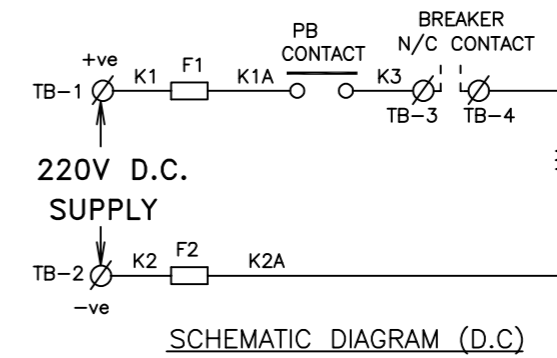 BREAKER
PB
N/C CONTACT
CONTACT
+ve
K1
F1
K1A
K3
TB-1
TB-3
TB-4
220V D.C.
SUPPLY
TB-2
K2
F2
K2A
-ve
SCHEMATIC DIAGRAM (D.C)